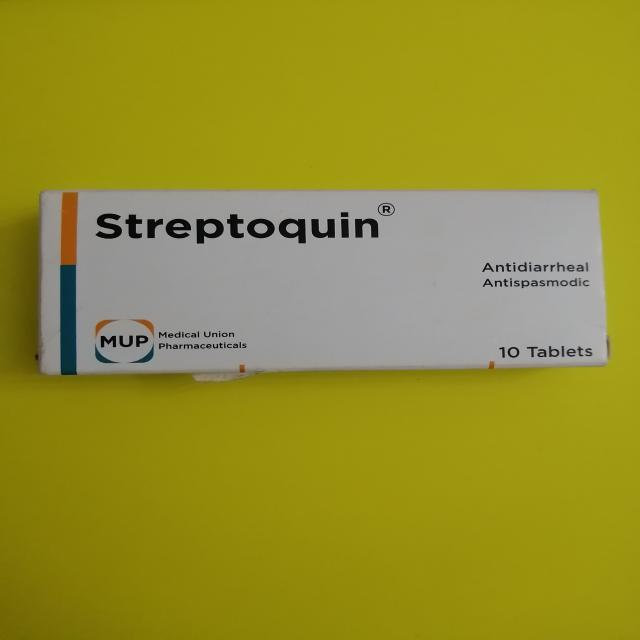 Streptoquin®
Antidiarrheal
Antispasmodic
MUP
Medical Union
Pharmaceuticals
10 Tablets